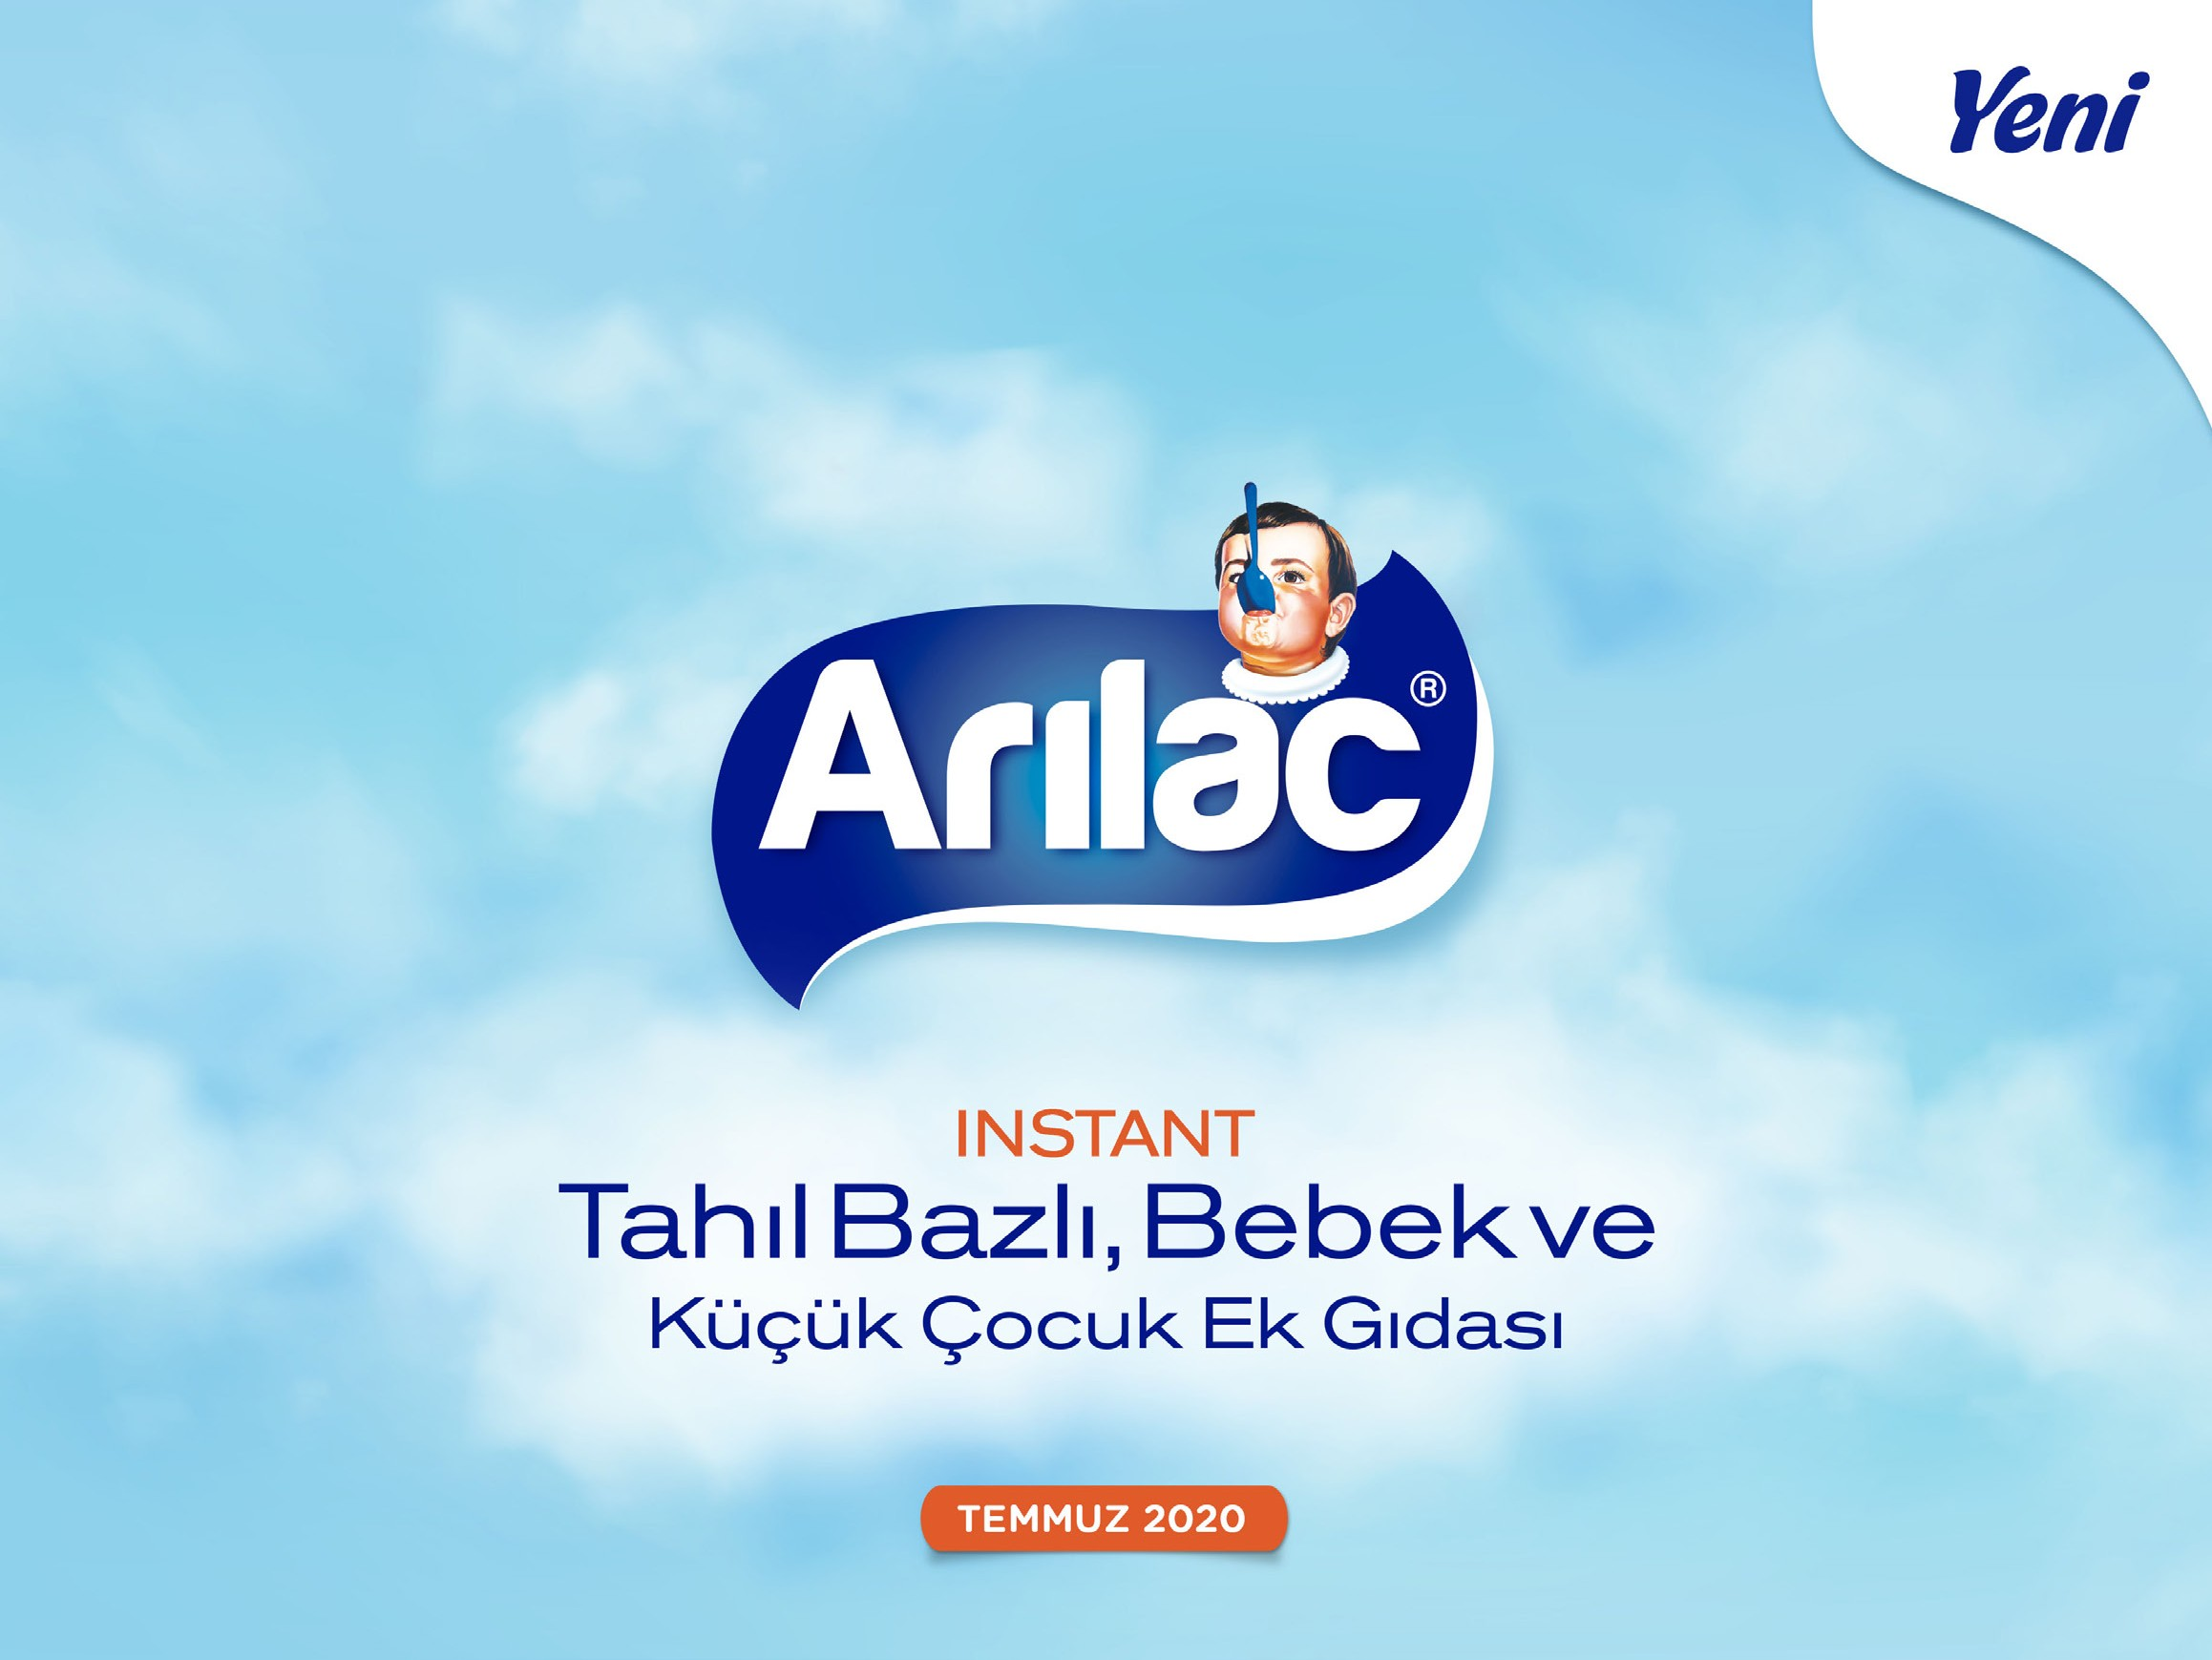 Yeni
Arılac®
INSTANT
Tahıl Bazlı, Bebek ve
Küçük Çocuk Ek Gıdası
TEMMUZ 2020